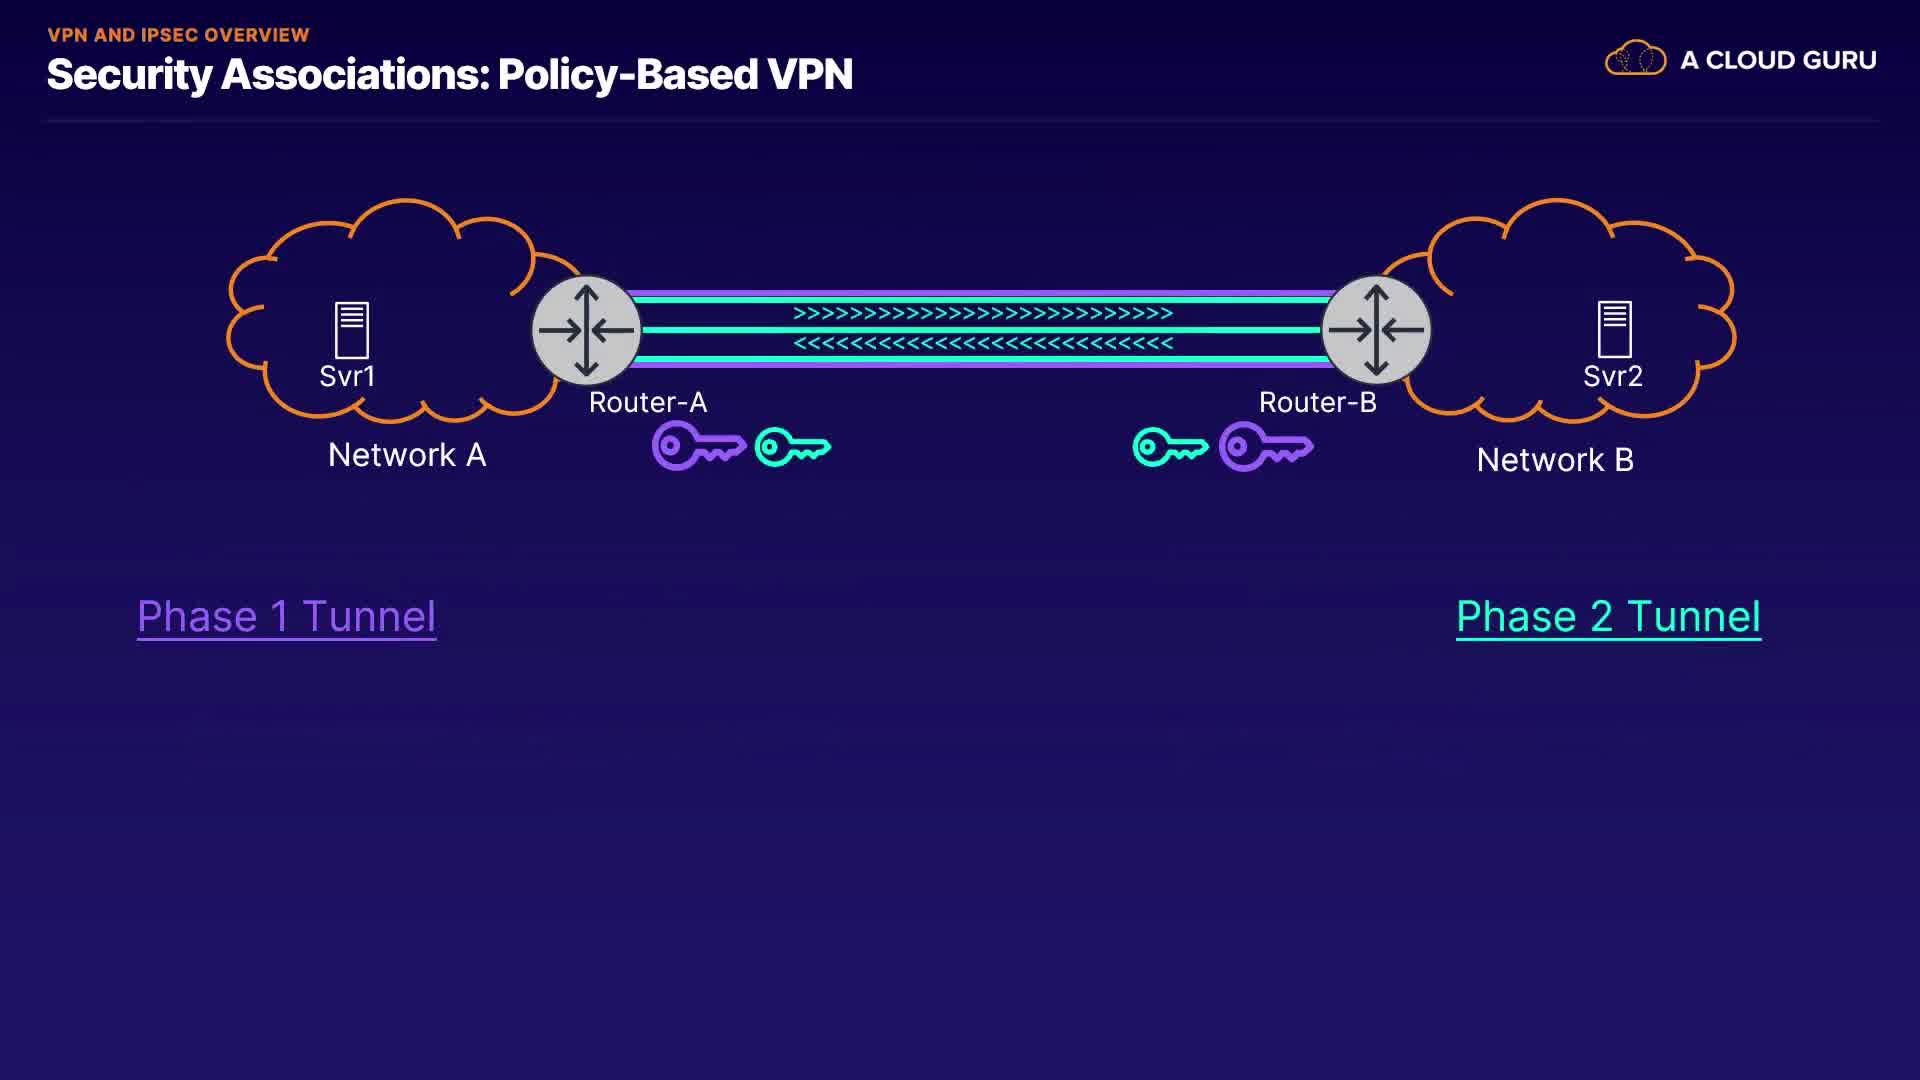 VPN AND IPSEC OVERVIEW
Security Associations: Policy-Based VPN
A CLOUD GURU
>>>>>>>>>>>>>>>>>>>>>>>>>>>
<<<<<<<<<<<<<<<<<<<<<<<<<<<
Svr1
Svr2
Router-A
Router-B
Network A
Network B
Phase 1 Tunnel
Phase 2 Tunnel